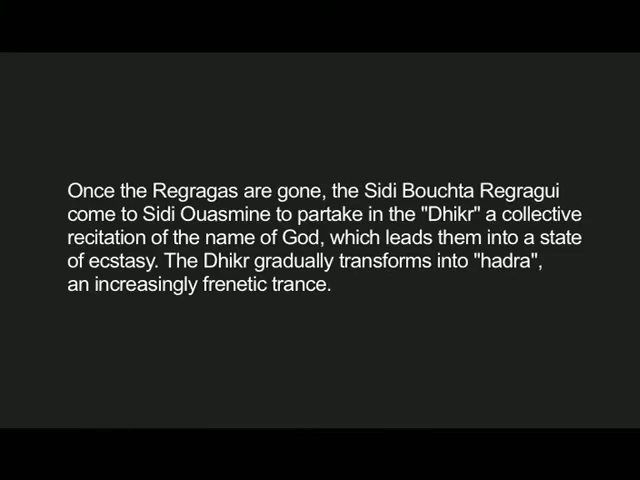 Once the Regragas are gone, the Sidi Bouchta Regragui
come to Sidi Ouasmine to partake in the "Dhikr" a collective
recitation of the name of God, which leads them into a state
of ecstasy. The Dhikr gradually transforms into "hadra",
an increasingly frenetic trance.